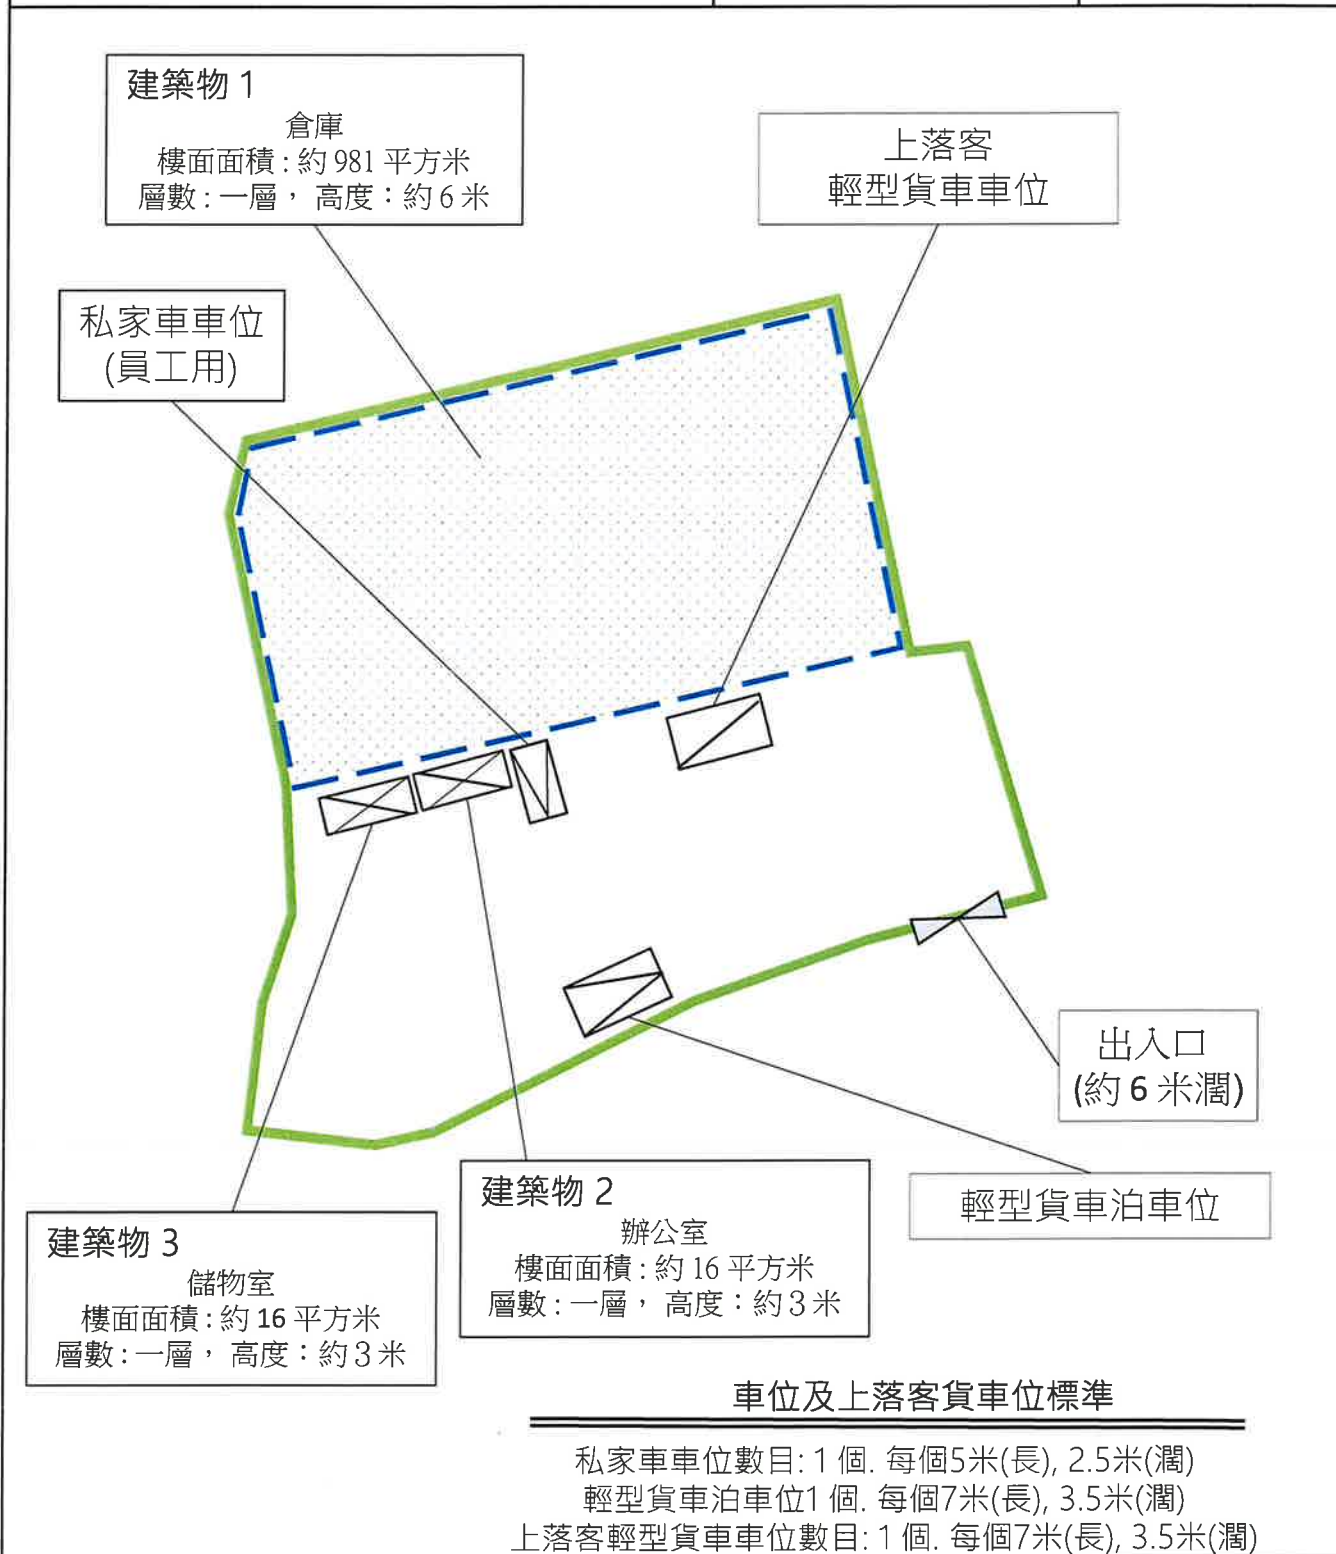 建築物 1
倉庫
樓面面積：約 981 平方米
層數：一層， 高度：約 6 米
上落客
輕型貨車車位
私家車車位
(員工用)
出入口
(約 6 米濶)
輕型貨車泊車位
建築物 2
辦公室
樓面面積：約 16 平方米
層數：一層， 高度：約 3 米
建築物 3
儲物室
樓面面積：約 16 平方米
層數：一層， 高度：約 3 米
車位及上落客貨車位標準
私家車車位數目: 1 個. 每個5米(長), 2.5米(濶)
輕型貨車泊車位1 個. 每個7米(長), 3.5米(濶)
上落客輕型貨車車位數目: 1 個. 每個7米(長), 3.5米(濶)